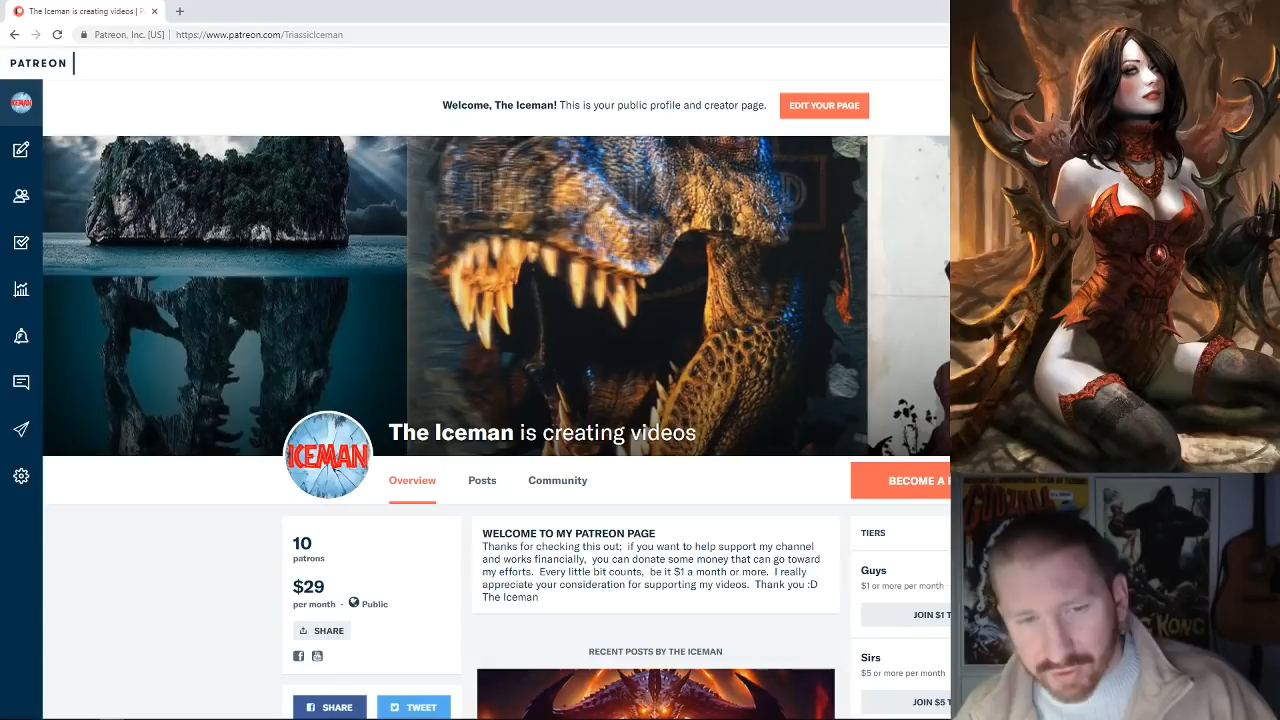 The Iceman is creating videos | P
Patreon, Inc. [US] | https://www.patreon.com/TriassicIceman
PATREON
ICEMAN
Welcome, The Iceman! This is your public profile and creator page.
EDIT YOUR PAGE
ICEMAN
The Iceman is creating videos
Overview
Posts
Community
BECOME A
10
patrons
$29
per month · Public
SHARE
SHARE
TWEET
WELCOME TO MY PATREON PAGE
Thanks for checking this out; if you want to help support my channel
and works financially, you can donate some money that can go toward
my efforts. Every little bit counts, be it $1 a month or more. I really
appreciate your consideration for supporting my videos. Thank you :D
The Iceman
RECENT POSTS BY THE ICEMAN
TIERS
Guys
$1 or more per month
JOIN $1 T
Sirs
$5 or more per month
JOIN $5 T
GODZILLA
KONG